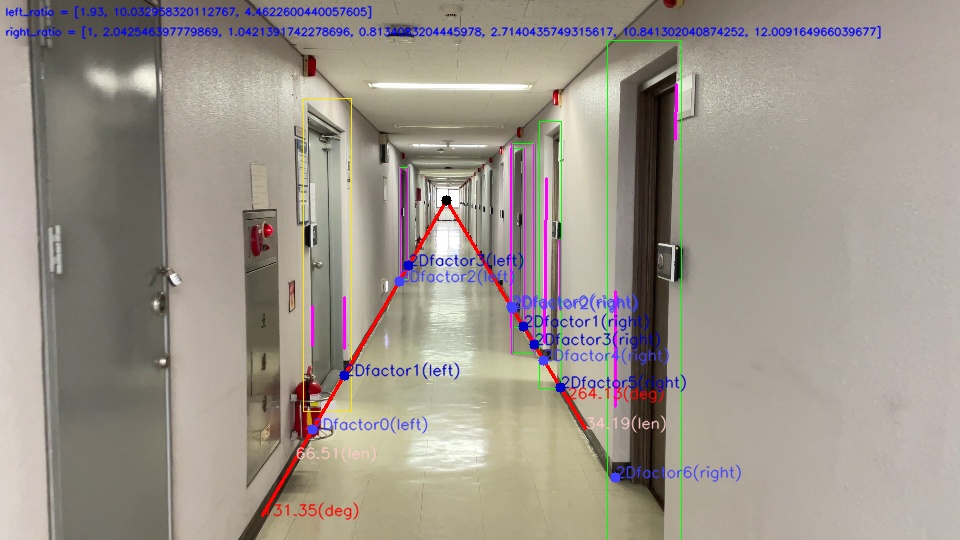 left_ratio = [1.93, 10.032958320112767, 4.4622600440057605]
right_ratio = [1, 2.042546397779869, 1.0421391742278696, 2.7140435749315617, 10.841302040874252, 12.009164966039677]
2Dfactor3(left)
2Dfactor2(left)
2Dfactor2(right)
2Dfactor1(right)
2Dfactor3(right)
2Dfactor4(right)
2Dfactor1(left)
2Dfactor5(right)
264.13(deg)
2Dfactor0(left)
34.19(len)
66.51(len)
2Dfactor6(right)
31.35(deg)